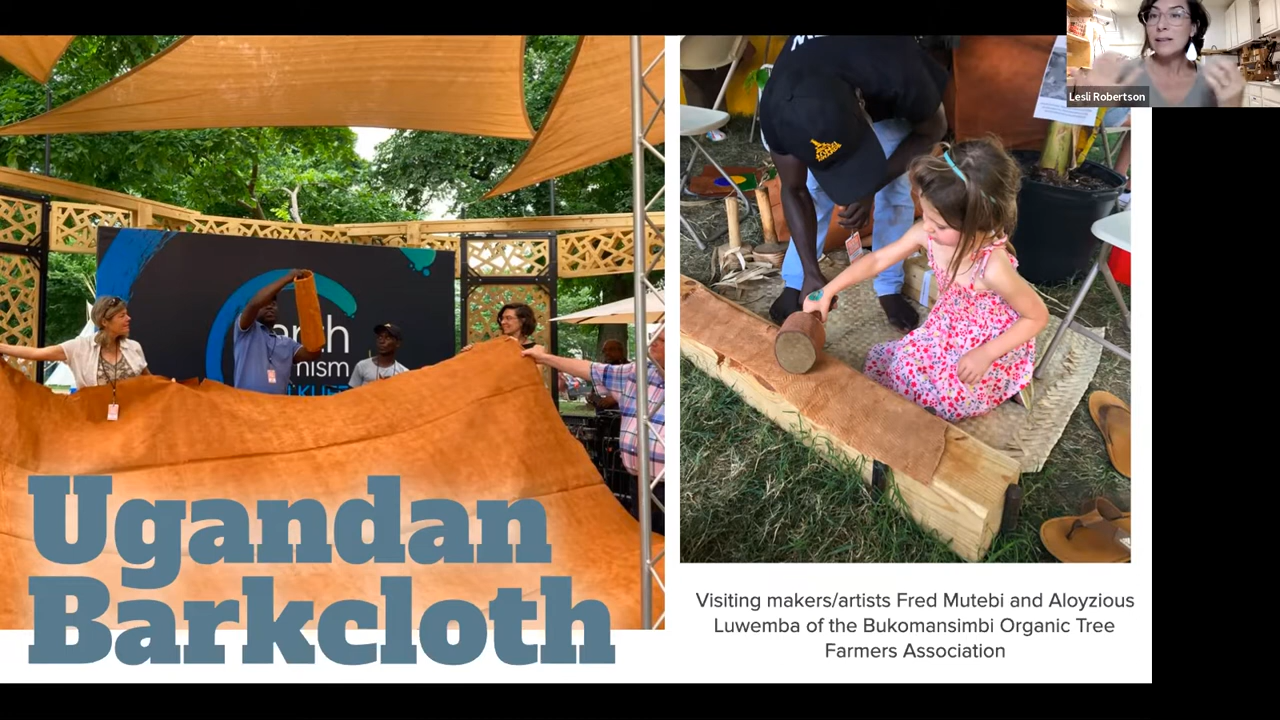 Lesli Robertson
Ugandan
Barkcloth
Visiting makers/artists Fred Mutebi and Aloyzious
Luwemba of the Bukomansimbi Organic Tree
Farmers Association